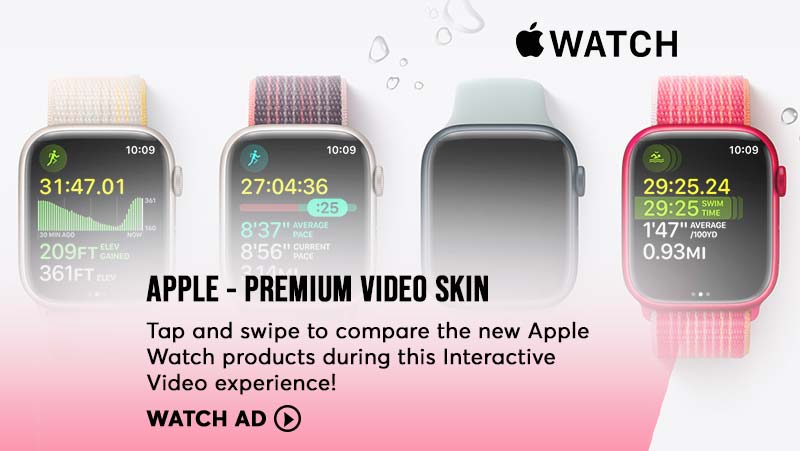 WATCH
10:09
31:47.01
361
160
30 MIN AGO
NOW
209FT ELEV GAINED
361FT ELEV
10:09
27:04:36
:25
8'37" AVERAGE PACE
8'56" CURRENT PACE
3.14MI
10:09
29:25.24
29:25 SWIM TIME
1'47" AVERAGE /100YD
0.93MI
APPLE - PREMIUM VIDEO SKIN
Tap and swipe to compare the new Apple
Watch products during this Interactive
Video experience!
WATCH AD